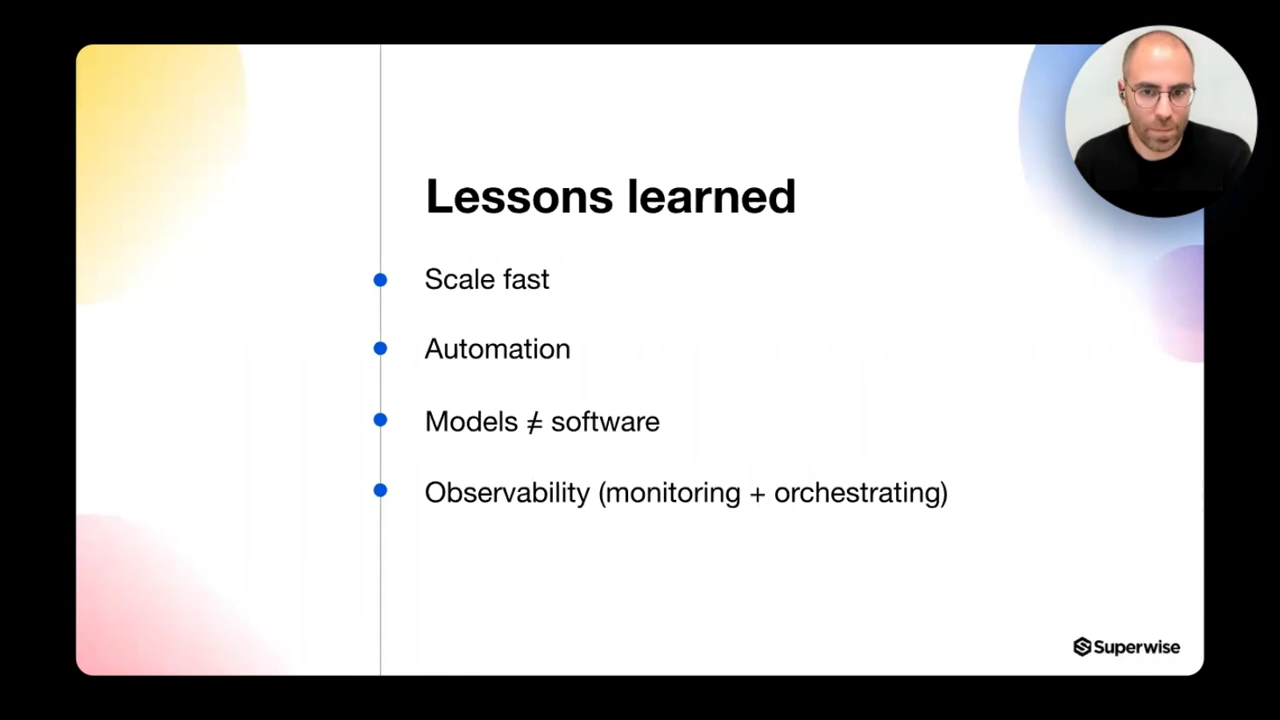 Lessons learned
Scale fast
Automation
Models ≠ software
Observability (monitoring + orchestrating)
Superwise